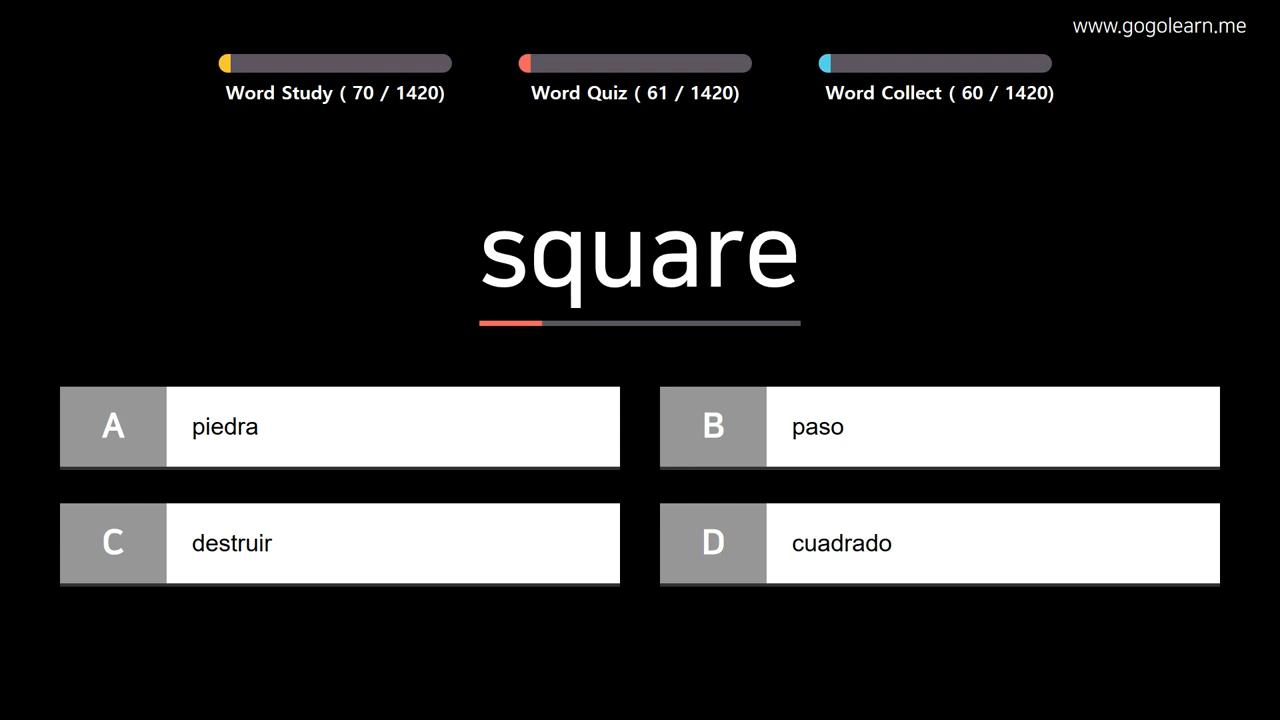 www.gogolearn.me
Word Study ( 70 / 1420)
Word Quiz ( 61 / 1420)
Word Collect ( 60 / 1420)
square
A piedra
B paso
C destruir
D cuadrado